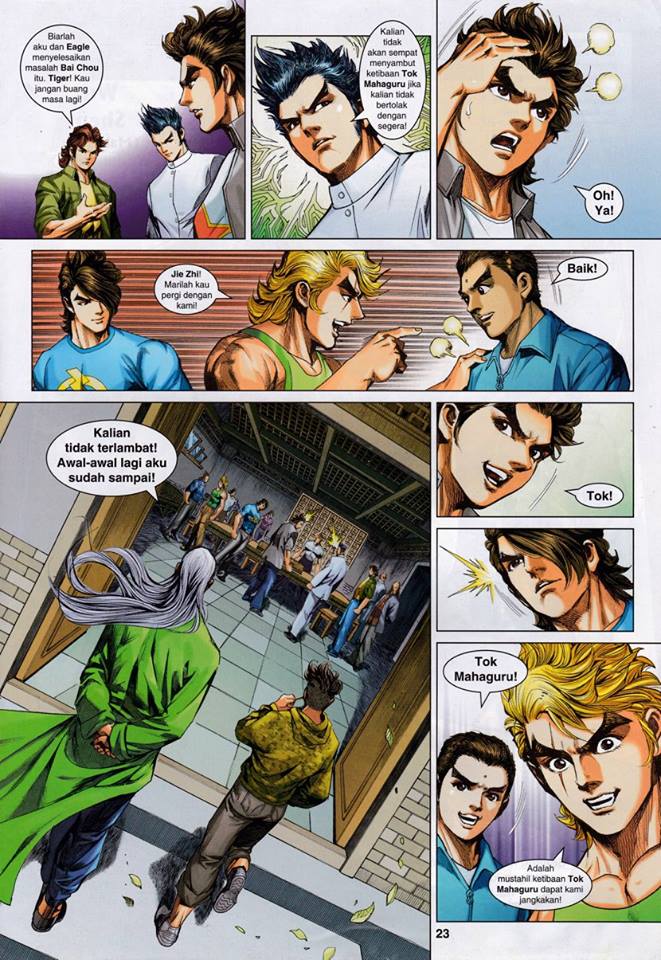 Biarlah
aku dan Eagle
menyelesaikan
masalah Bai Chou
itu. Tiger! Kau
jangan buang
masa lagi!
Kalian
tidak
akan sempat
menyambut
ketibaan Tok
Mahaguru jika
kalian tidak
bertolak
dengan
segera!
Oh!
Ya!
Jie Zhi!
Marilah kau
pergi dengan
kami!
Baik!
Kalian
tidak terlambat!
Awal-awal lagi aku
sudah sampai!
Tok!
Tok
Mahaguru!
Adalah
mustahil ketibaan Tok
Mahaguru dapat kami
jangkakan!
23